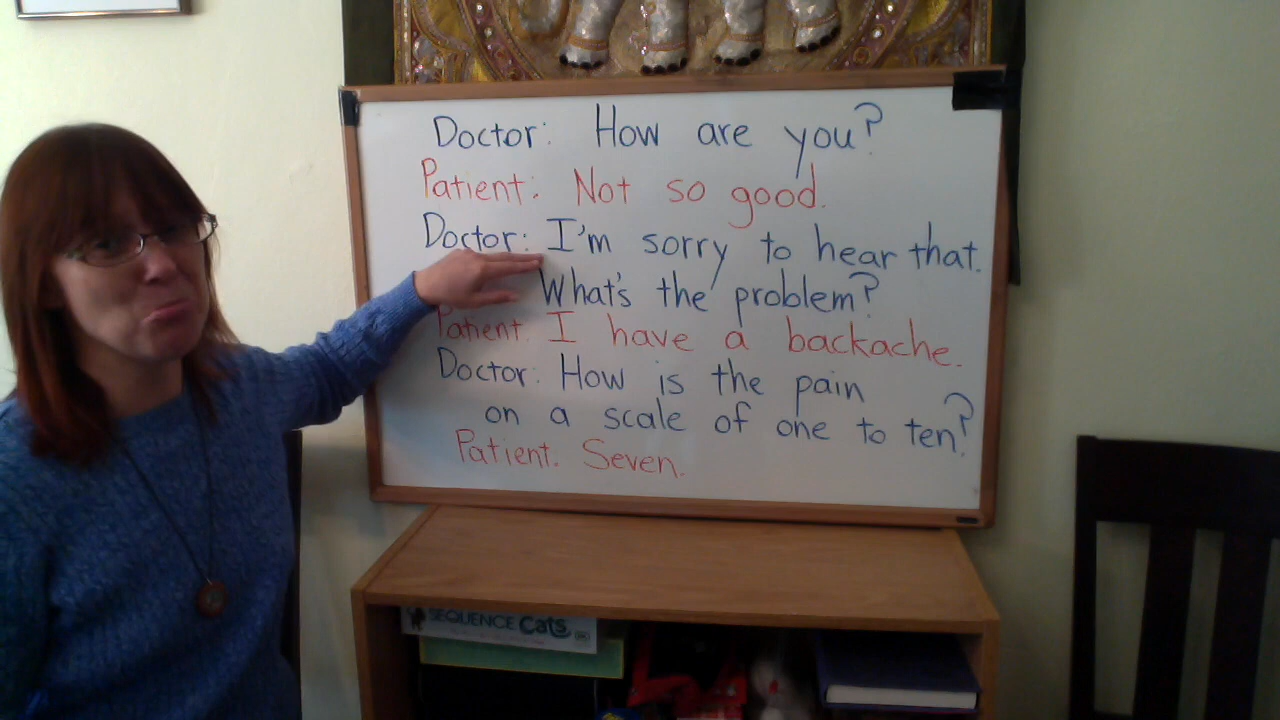 Doctor: How are you?
Patient: Not so good.
Doctor: I'm sorry to hear that.
What's the problem?
Patient: I have a backache.
Doctor: How is the pain
on a scale of one to ten?
Patient: Seven.
SEQUENCE Cats